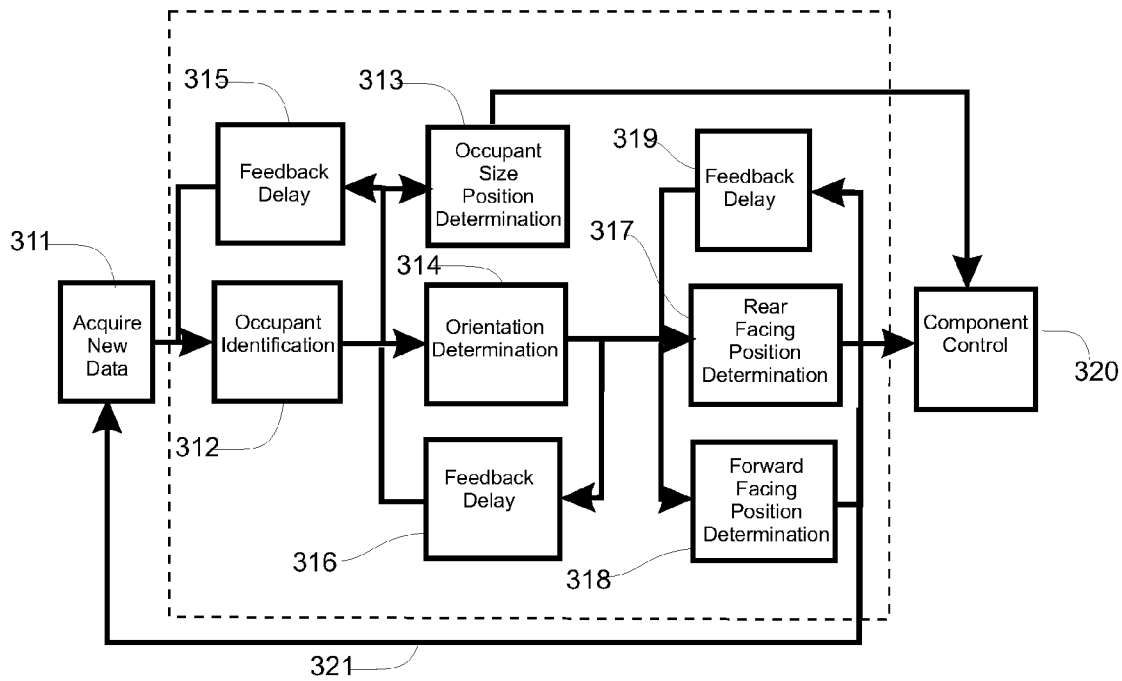 315
313
Feedback
Delay
Occupant
Size
Position
Determination
319
Feedback
Delay
311
317
314
Acquire
New
Data
Occupant
Identification
Orientation
Determination
Rear
Facing
Position
Determination
Component
Control
320
312
Feedback
Delay
Forward
Facing
Position
Determination
316
318
321